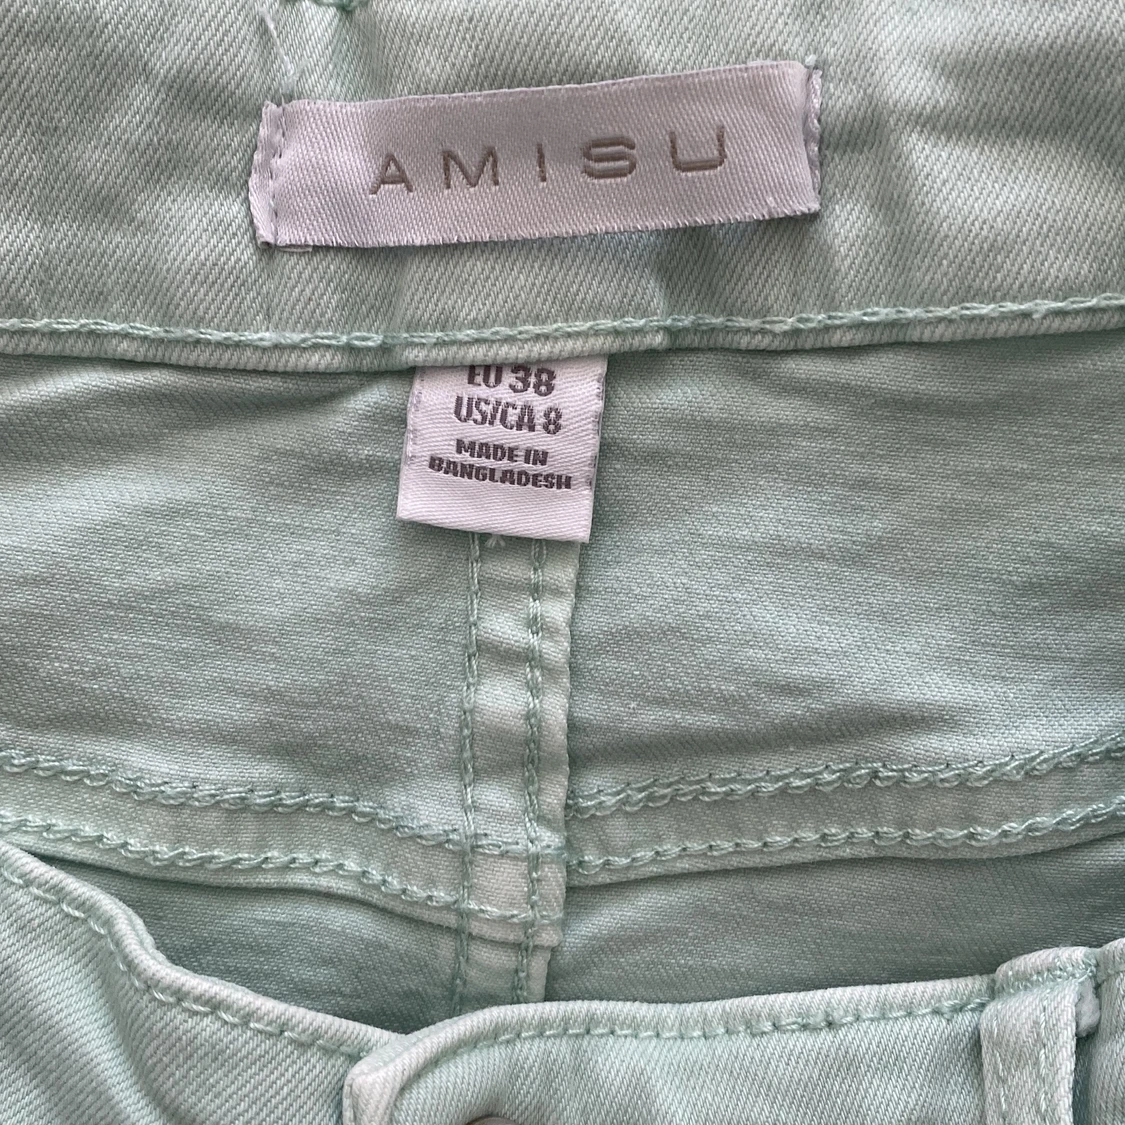 AMISU
EU 38
US/CA 8
MADE IN
BANGLADESH